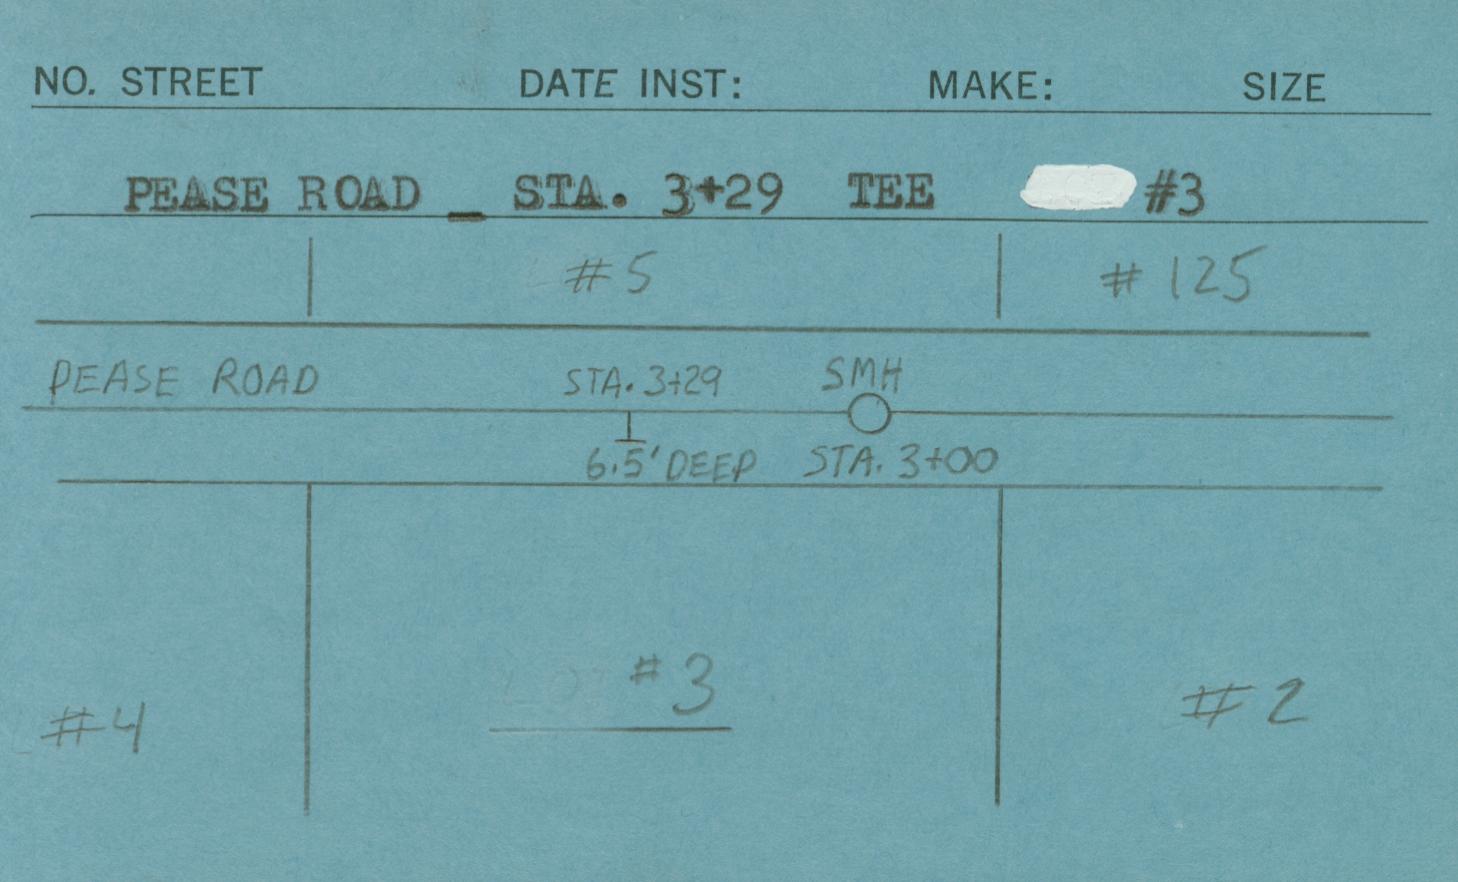 NO. STREET DATE INST: MAKE: SIZE
PEASE ROAD _ STA. 3+29 TEE #3
#5 #125
PEASE ROAD STA. 3+29 SMH
6.5' DEEP STA. 3+00
LOT #3
#4 #2